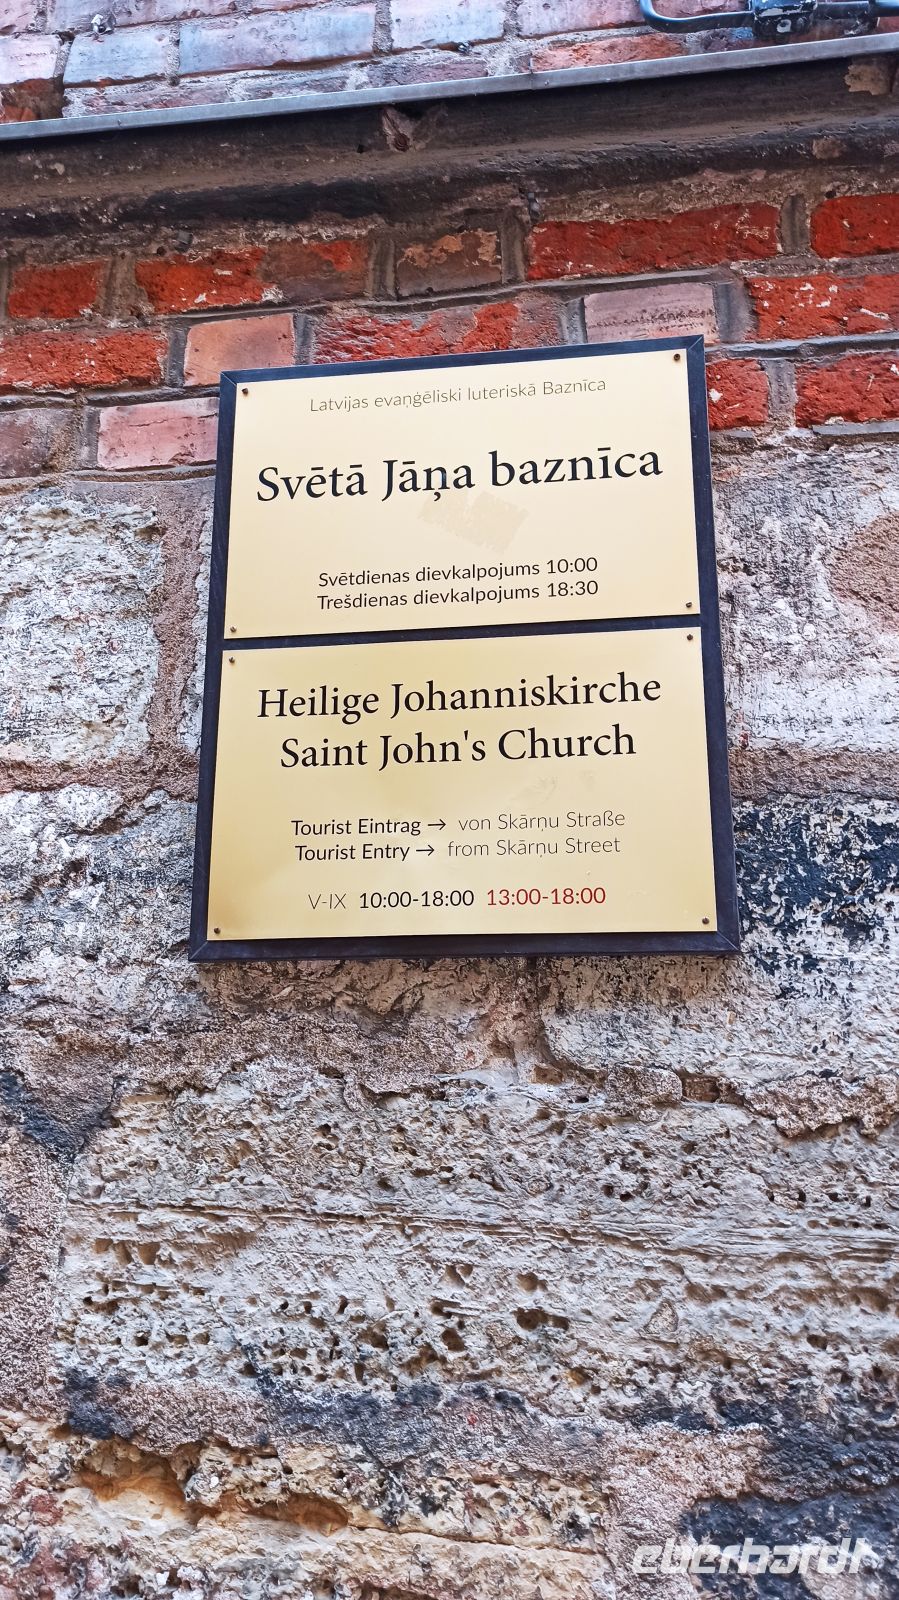 Latvijas evaņģēliski luteriskā Baznīca
Svētā Jāņa baznīca
Svētdienas dievkalpojums 10:00
Trešdienas dievkalpojums 18:30
Heilige Johanniskirche
Saint John's Church
Tourist Eintrag → von Skārņu Straße
Tourist Entry → from Skārņu Street
V-IX 10:00-18:00 13:00-18:00
eberhardt